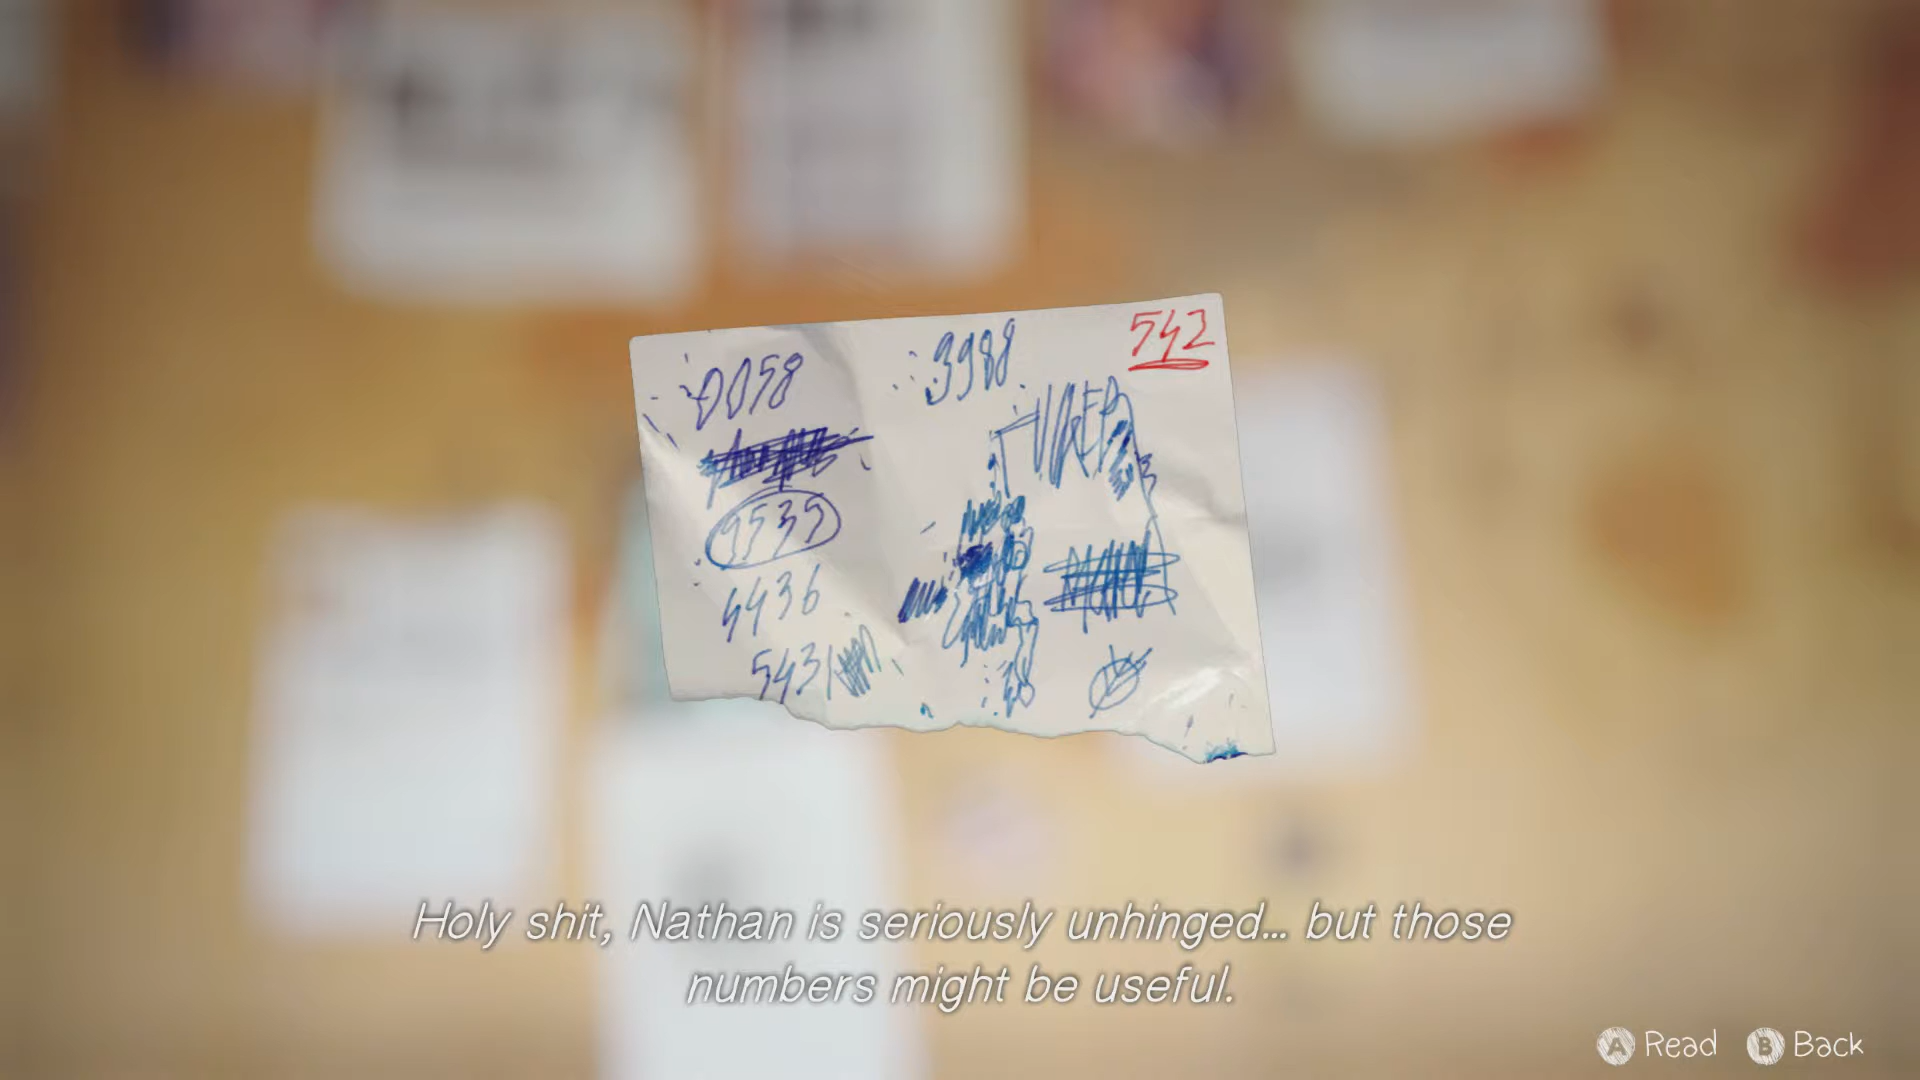 542
3988
0058
9539
5436
5431
Holy shit, Nathan is seriously unhinged... but those
numbers might be useful.
A Read B Back